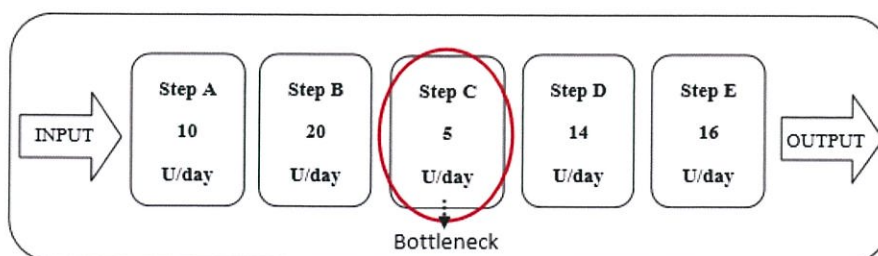 INPUT
Step A
10
U/day
Step B
20
U/day
Step C
5
U/day
Step D
14
U/day
Step E
16
U/day
OUTPUT
Bottleneck